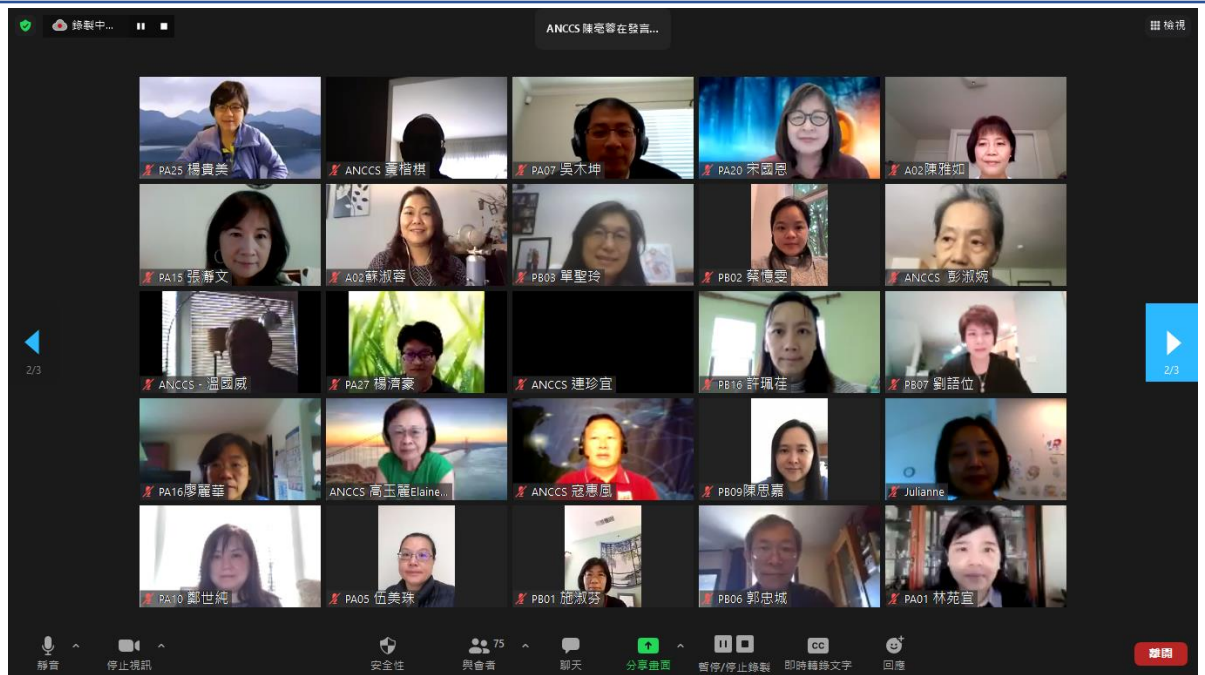 錄製中...
ANCCS 陳亮蓉在發言...
檢視
PA25 楊貴美
ANCCS 黃楷棋
PA07 吳木坤
PA20 宋國恩
A02陳雅如
PA15 張瀞文
A02蘇淑蓉
PB03 單聖玲
PB02 蔡憶雯
ANCCS 彭淑婉
ANCCS - 溫國威
PA27 楊濟豪
ANCCS 連珍宜
PB16 許珮荏
PB07 劉語位
PA16廖麗華
ANCCS 高玉麗Elaine...
ANCCS 寇惠風
PB09陳思嘉
Julianne
PA10 鄭世純
PA05 伍美珠
PB01 施淑芬
PB06 郭忠城
PA01 林苑宜
2/3
2/3
靜音
停止視訊
安全性
75
與會者
聊天
分享畫面
暫停/停止錄製
CC
即時轉錄文字
回應
離開